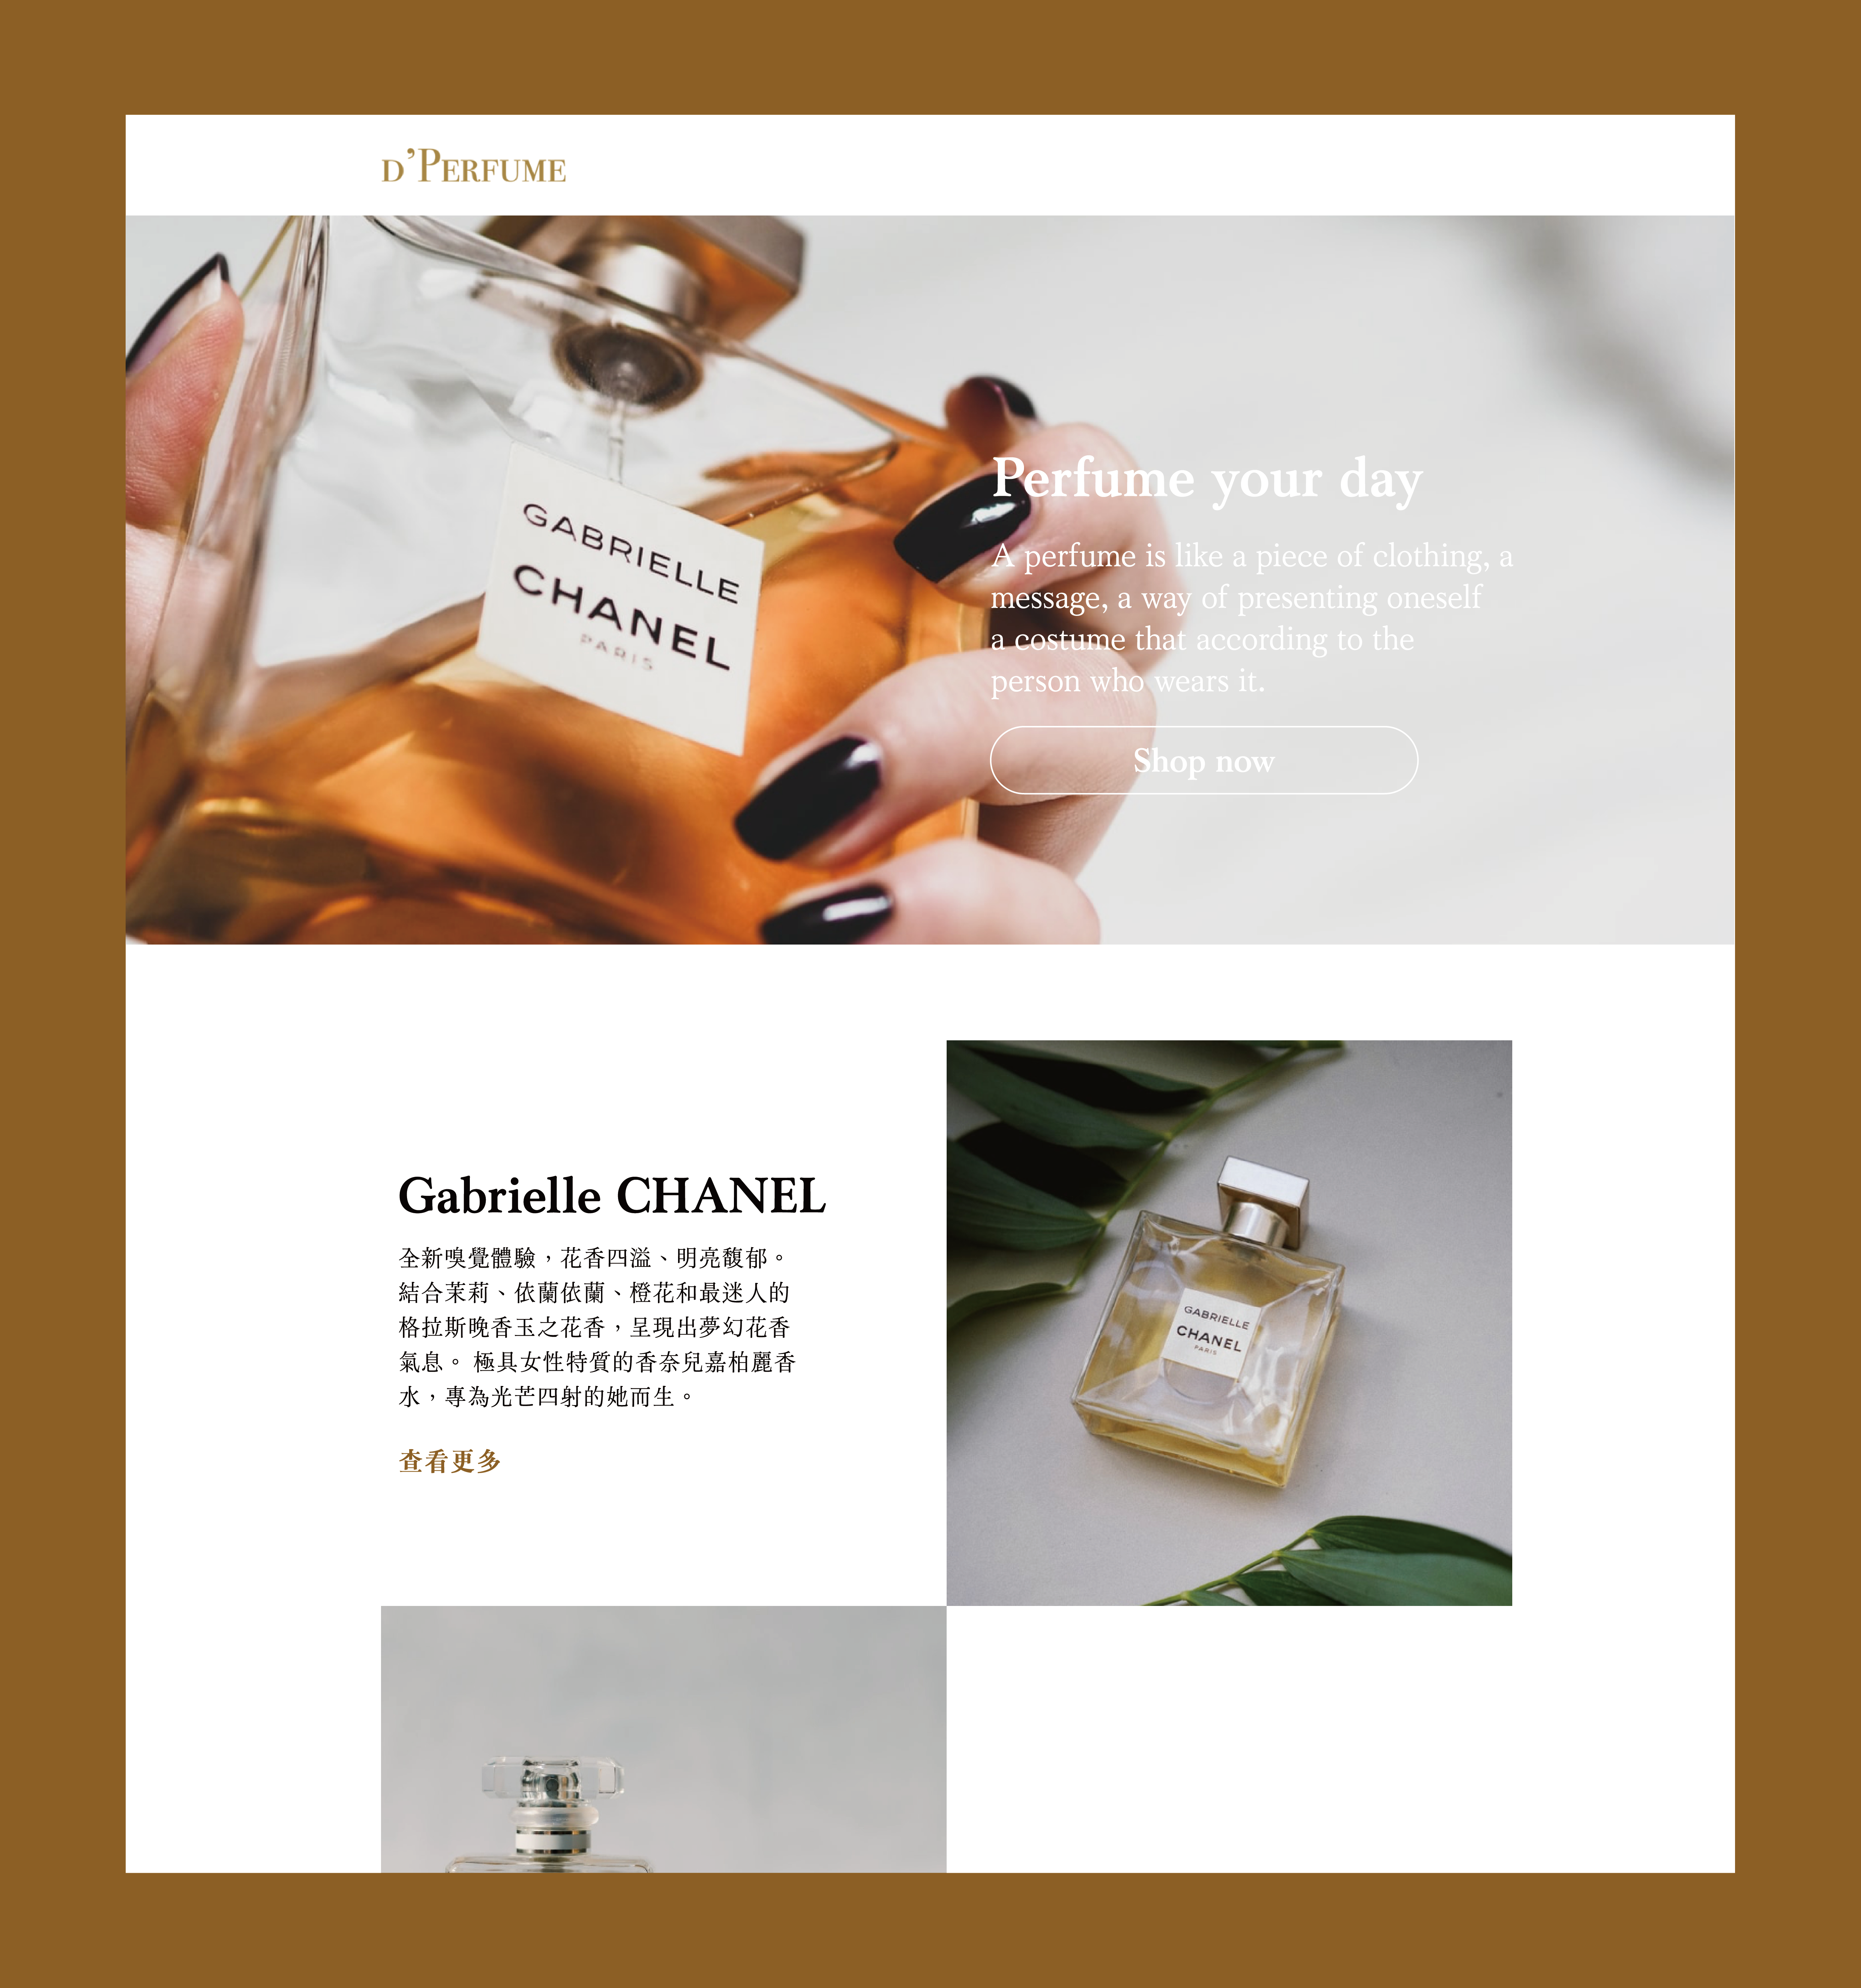 D'PERFUME
GABRIELLE
CHANEL
PARIS
Perfume your day
A perfume is like a piece of clothing, a
message, a way of presenting oneself
a costume that according to the
person who wears it.
Shop now
Gabrielle CHANEL
全新嗅覺體驗，花香四溢、明亮馥郁。
結合茉莉、依蘭依蘭、橙花和最迷人的
格拉斯晚香玉之花香，呈現出夢幻花香
氣息。 極具女性特質的香奈兒嘉柏麗香
水，專為光芒四射的她而生。
查看更多
GABRIELLE
CHANEL
PARIS